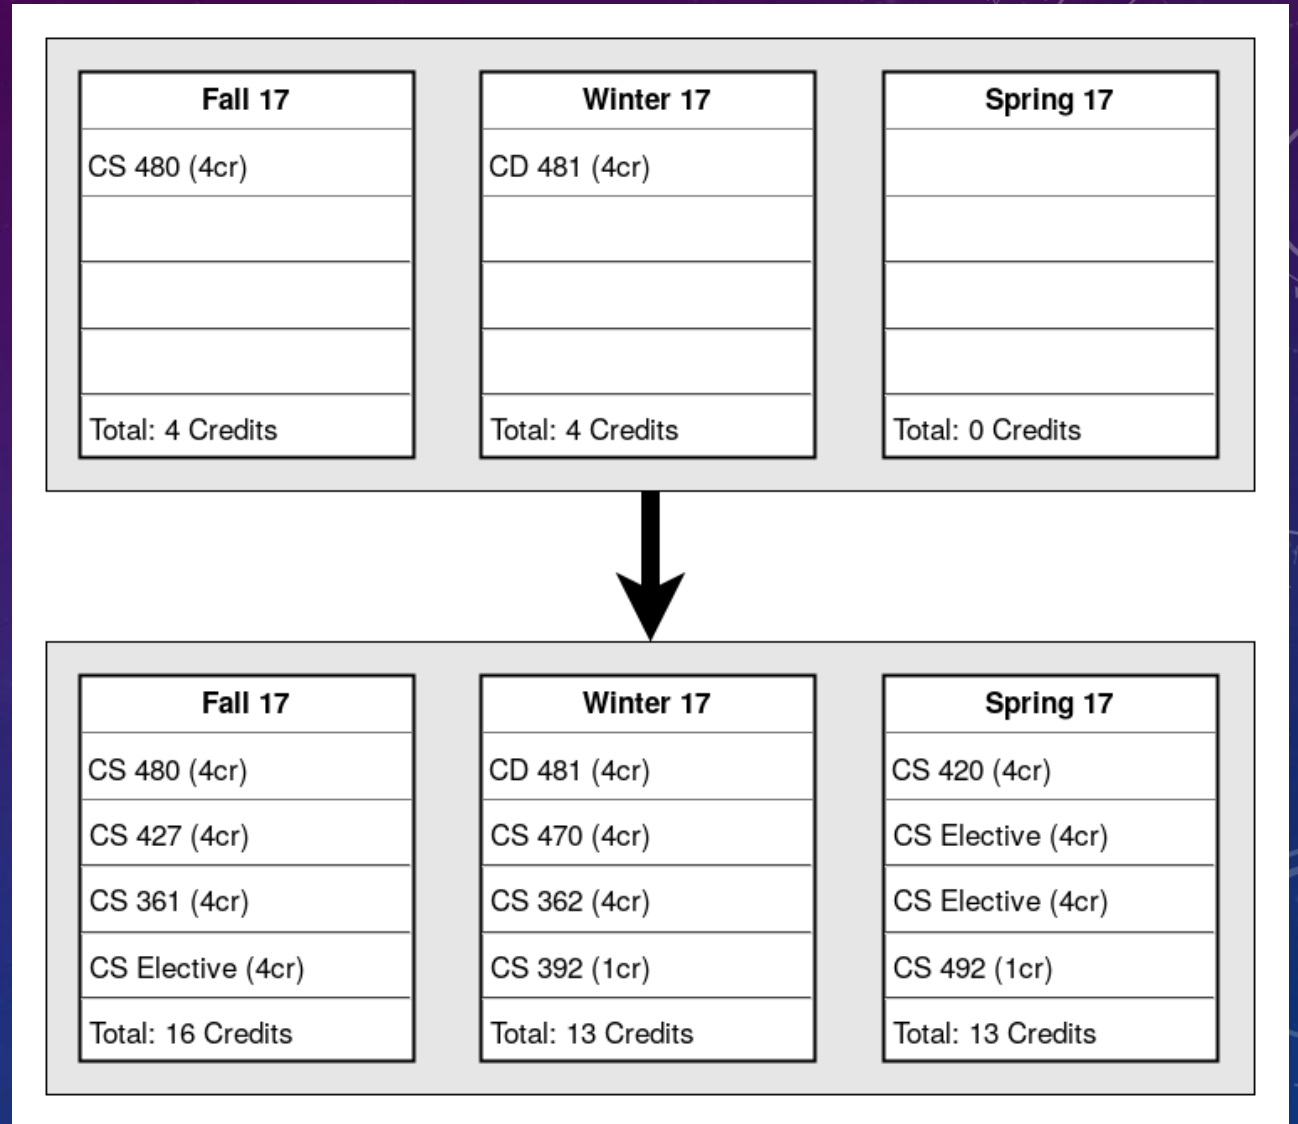 Fall 17
CS 480 (4cr)
Total: 4 Credits
Winter 17
CD 481 (4cr)
Total: 4 Credits
Spring 17
Total: 0 Credits
Fall 17
CS 480 (4cr)
CS 427 (4cr)
CS 361 (4cr)
CS Elective (4cr)
Total: 16 Credits
Winter 17
CD 481 (4cr)
CS 470 (4cr)
CS 362 (4cr)
CS 392 (1cr)
Total: 13 Credits
Spring 17
CS 420 (4cr)
CS Elective (4cr)
CS Elective (4cr)
CS 492 (1cr)
Total: 13 Credits